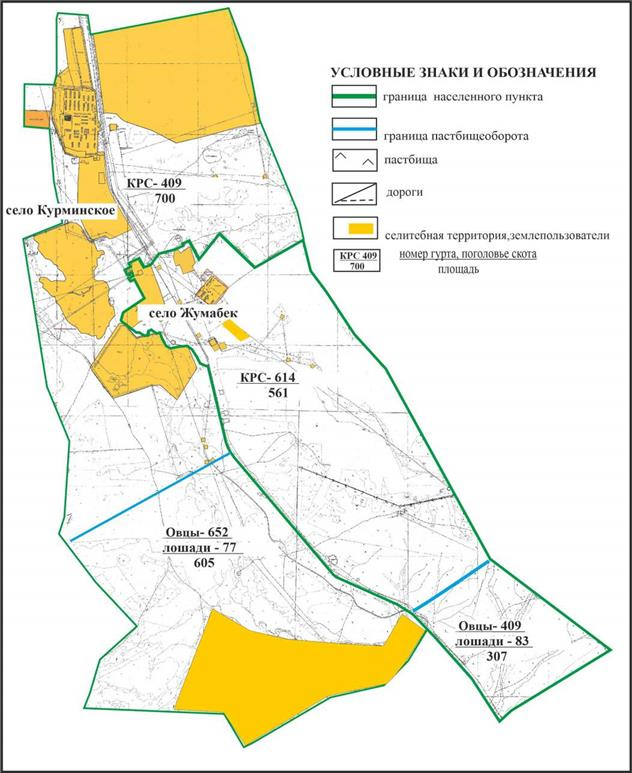 УСЛОВНЫЕ ЗНАКИ И ОБОЗНАЧЕНИЯ
граница населенного пункта
граница пастбищеоборота
пастбища
дороги
селитебная территория,землепользователи
КРС 409
700
номер гурта, поголовье скота
площадь
КРС- 409
700
село Курминское
село Жумабек
КРС- 614
561
Овцы- 652
лошади - 77
605
Овцы- 409
лошади - 83
307